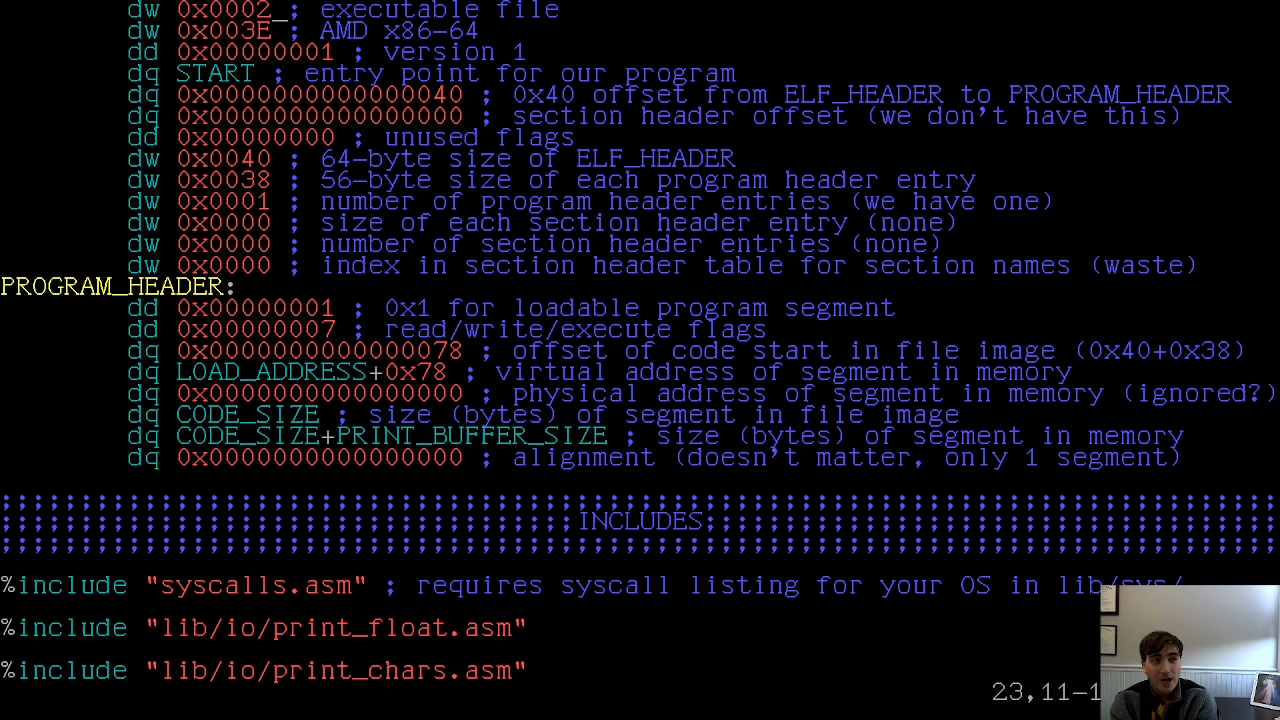 dw 0x0002 ; executable file
dw 0x003E ; AMD x86-64
dd 0x00000001 ; version 1
dq START ; entry point for our program
dq 0x0000000000000040 ; 0x40 offset from ELF_HEADER to PROGRAM_HEADER
dq 0x0000000000000000 ; section header offset (we don't have this)
dd 0x00000000 ; unused flags
dw 0x0040 ; 64-byte size of ELF_HEADER
dw 0x0038 ; 56-byte size of each program header entry
dw 0x0001 ; number of program header entries (we have one)
dw 0x0000 ; size of each section header entry (none)
dw 0x0000 ; number of section header entries (none)
dw 0x0000 ; index in section header table for section names (waste)
PROGRAM_HEADER:
dd 0x00000001 ; 0x1 for loadable program segment
dd 0x00000007 ; read/write/execute flags
dq 0x0000000000000078 ; offset of code start in file image (0x40+0x38)
dq LOAD_ADDRESS+0x78 ; virtual address of segment in memory
dq 0x0000000000000000 ; physical address of segment in memory (ignored?)
dq CODE_SIZE ; size (bytes) of segment in file image
dq CODE_SIZE+PRINT_BUFFER_SIZE ; size (bytes) of segment in memory
dq 0x0000000000000000 ; alignment (doesn't matter, only 1 segment)
;;;;;;;;;;;;;;;;;;;;;;;;;;;;;;;;;;;;;;;;;;;;;;;;;;;;;;;;;;;;;;;;;;;;;;;;;;;;;;;;
;;;;;;;;;;;;;;;;;;;;;;;;;;;;;;;;;;;;INCLUDES;;;;;;;;;;;;;;;;;;;;;;;;;;;;;;;;;;;;
;;;;;;;;;;;;;;;;;;;;;;;;;;;;;;;;;;;;;;;;;;;;;;;;;;;;;;;;;;;;;;;;;;;;;;;;;;;;;;;;
%include "syscalls.asm" ; requires syscall listing for your OS in lib/sys/
%include "lib/io/print_float.asm"
%include "lib/io/print_chars.asm"
23,11-1